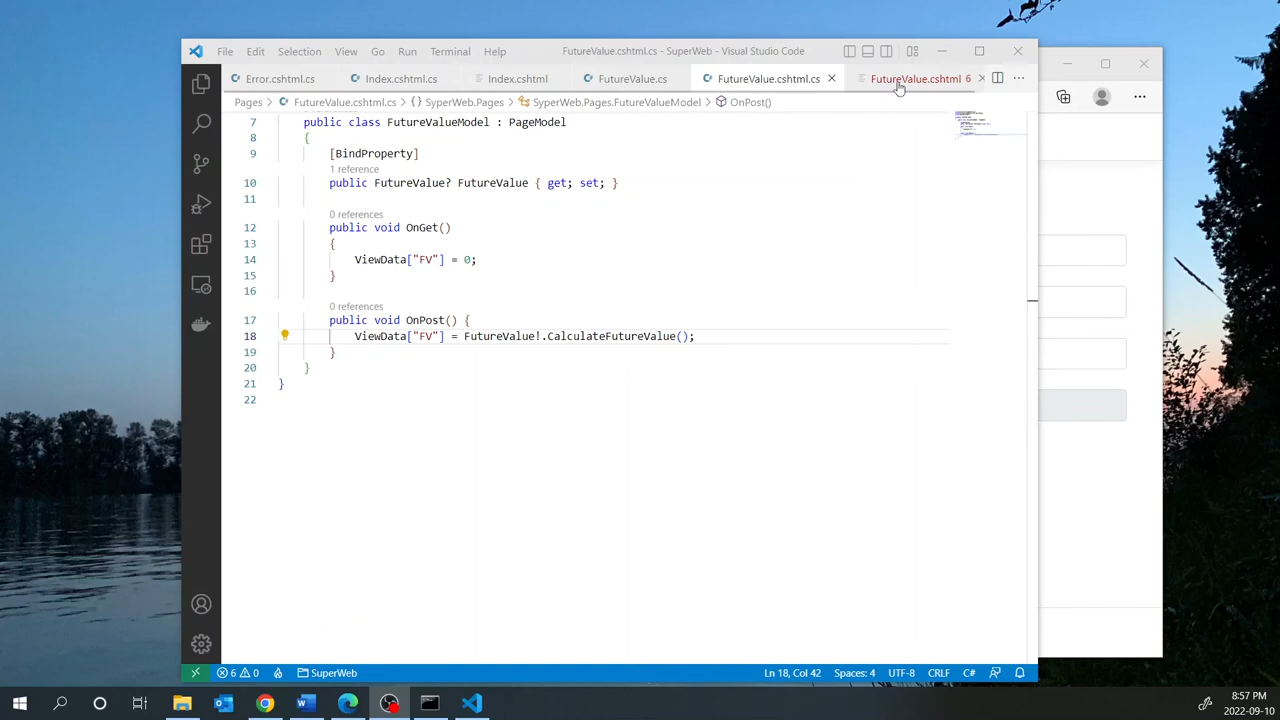 File Edit Selection View Go Run Terminal Help FutureValue.cshtml.cs - SuperWeb - Visual Studio Code
Error.cshtml.cs Index.cshtml.cs Index.cshtml FutureValue.cs FutureValue.cshtml.cs FutureValue.cshtml 6
Pages > FutureValue.cshtml.cs > {} SyperWeb.Pages > SyperWeb.Pages.FutureValueModel > OnPost()
7 public class FutureValueModel : PageModel
{
9 [BindProperty]
1 reference
10 public FutureValue? FutureValue { get; set; }
11
0 references
12 public void OnGet()
13 {
14 ViewData["FV"] = 0;
15 }
16
0 references
17 public void OnPost() {
18 ViewData["FV"] = FutureValue!.CalculateFutureValue();
19 }
20 }
21 }
22
6 0 SuperWeb Ln 18, Col 42 Spaces: 4 UTF-8 CRLF C#
8:57 PM
2022-09-10